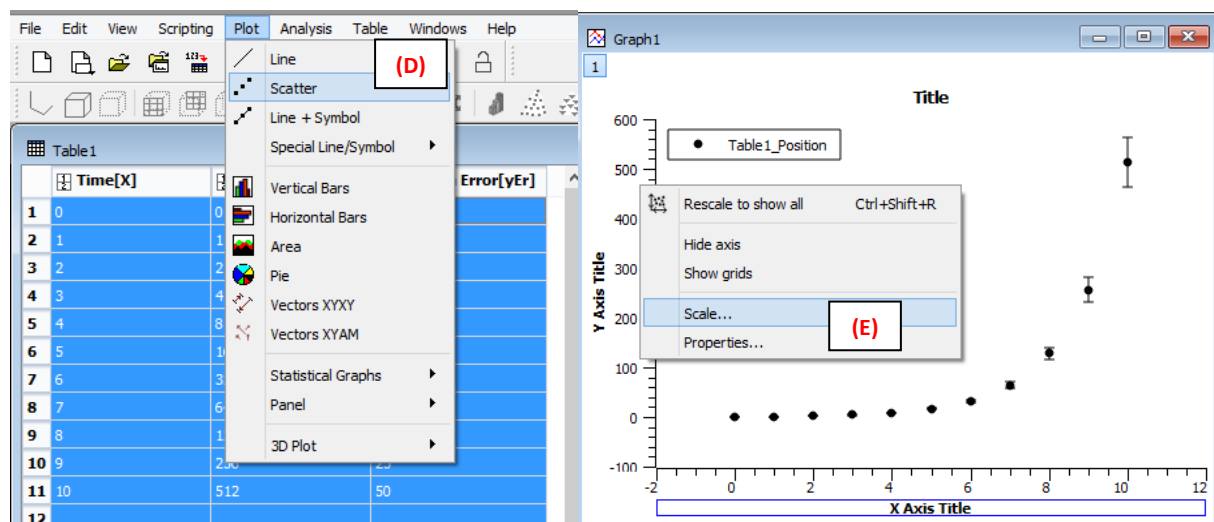 File Edit View Scripting Plot Analysis Table Windows Help
123
Line
(D)
Scatter
Line + Symbol
Special Line/Symbol
Vertical Bars
Horizontal Bars
Area
Pie
Vectors XYXY
Vectors XYAM
Statistical Graphs
Panel
3D Plot
Table1
Time[X] Error[yEr]
1 0 0
2 1 1
3 2 2
4 3 4
5 4 8
6 5
7 6
8 7
9 8
10 9
11 10 512 50
12
Graph1
1
Title
Table1_Position
Rescale to show all Ctrl+Shift+R
Hide axis
Show grids
Scale...
(E)
Properties...
Y Axis Title
600
500
400
300
200
100
0
-100
-2 0 2 4 6 8 10 12
X Axis Title